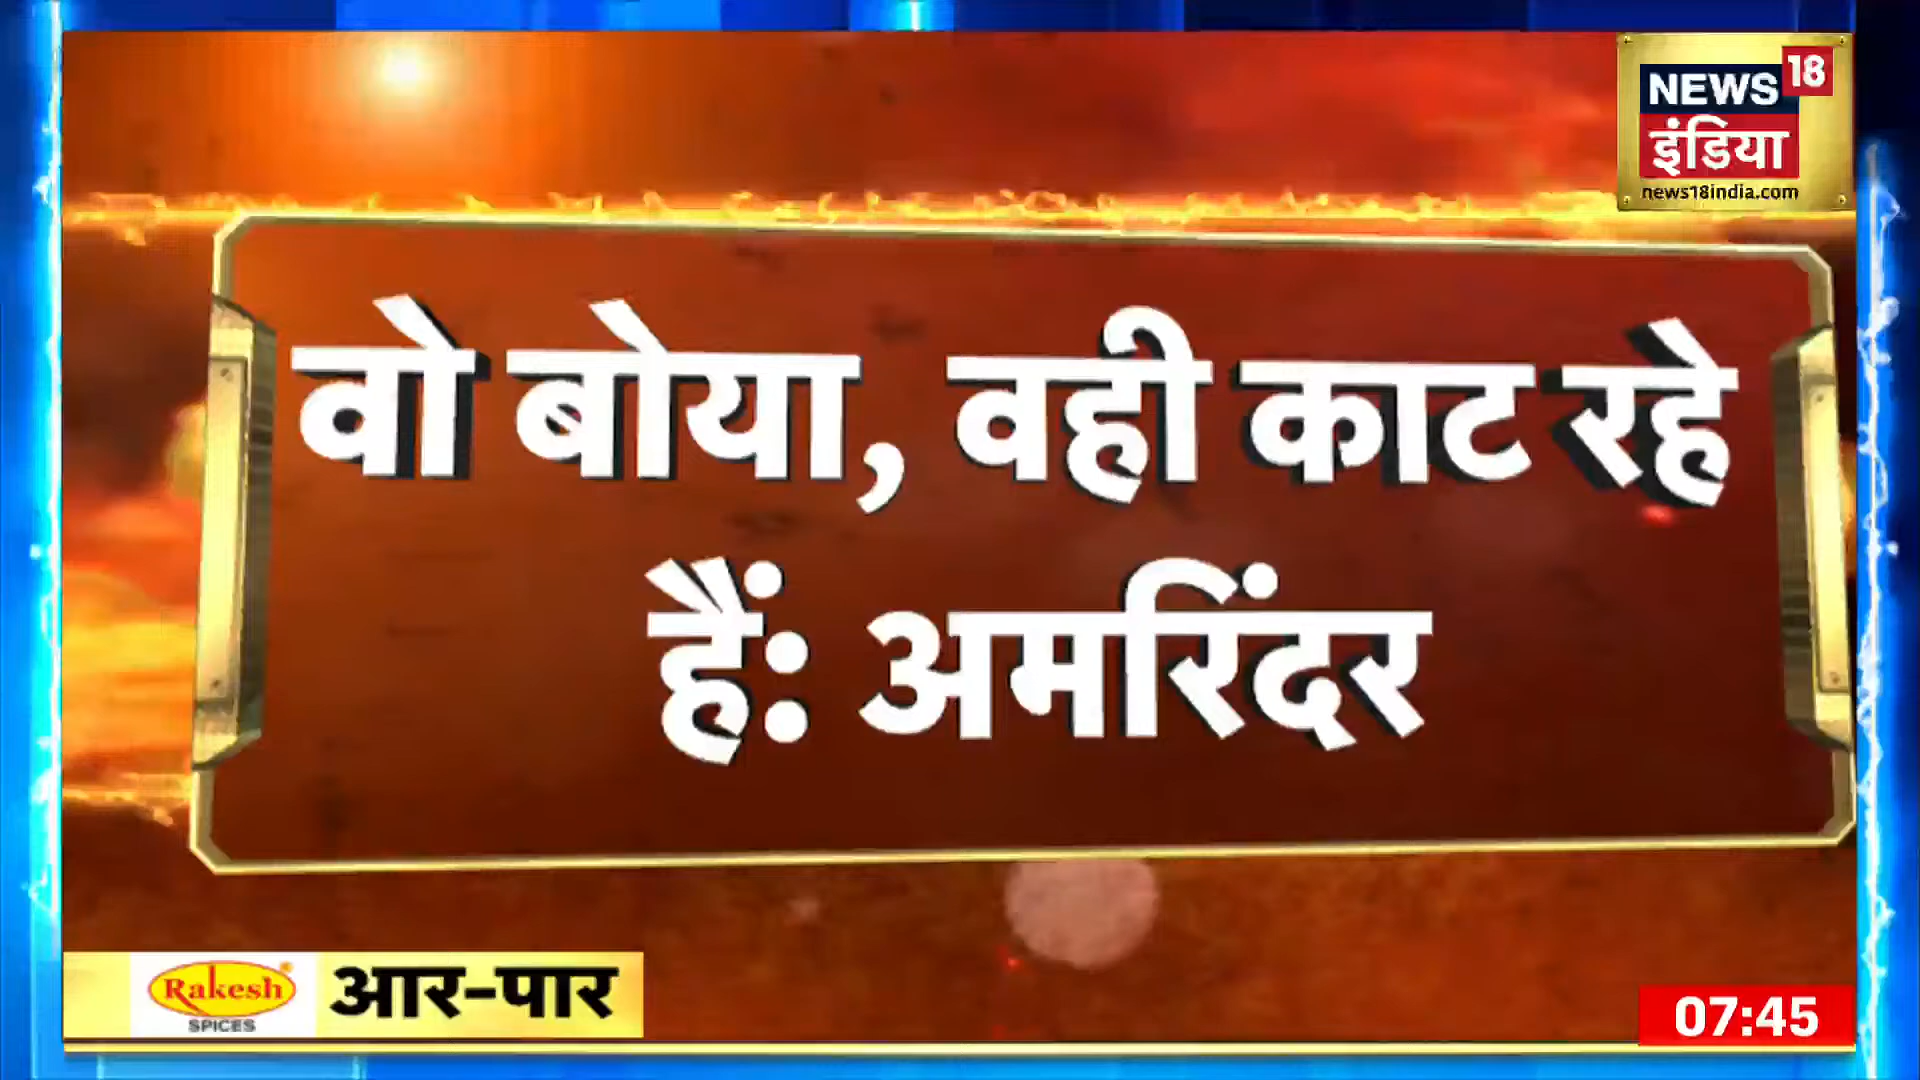 NEWS 18
इंडिया
news18india.com
वो बोया, वही काट रहे
हैं: अमरिंदर
Rakesh
SPICES
आर-पार
07:45